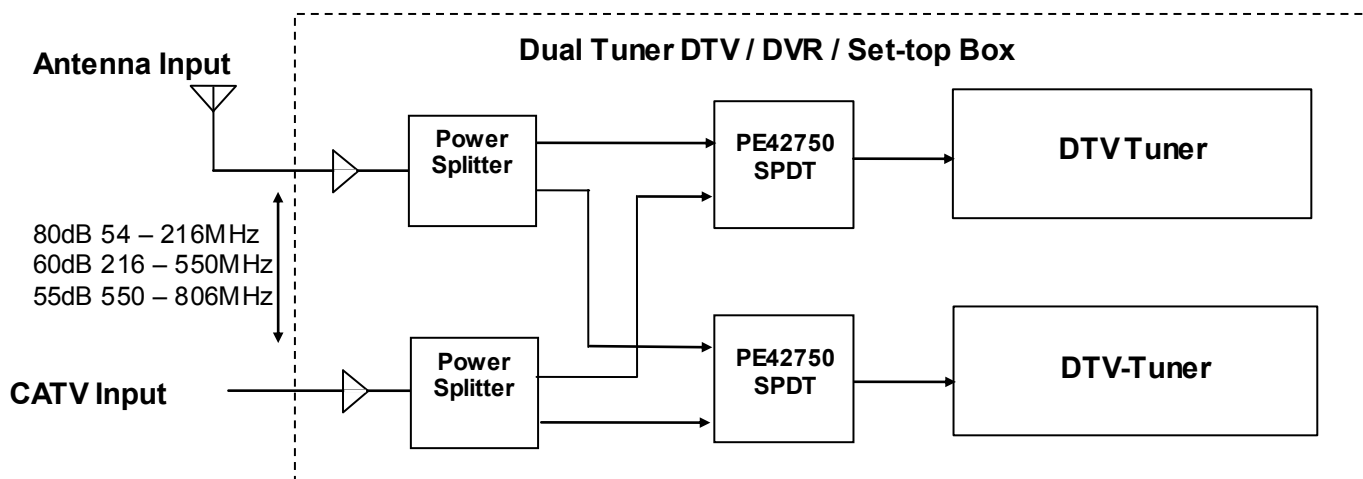 Dual Tuner DTV / DVR / Set-top Box
Antenna Input
Power
Splitter
PE42750
SPDT
DTV Tuner
80dB 54 – 216MHz
60dB 216 – 550MHz
55dB 550 – 806MHz
CATV Input
Power
Splitter
PE42750
SPDT
DTV-Tuner